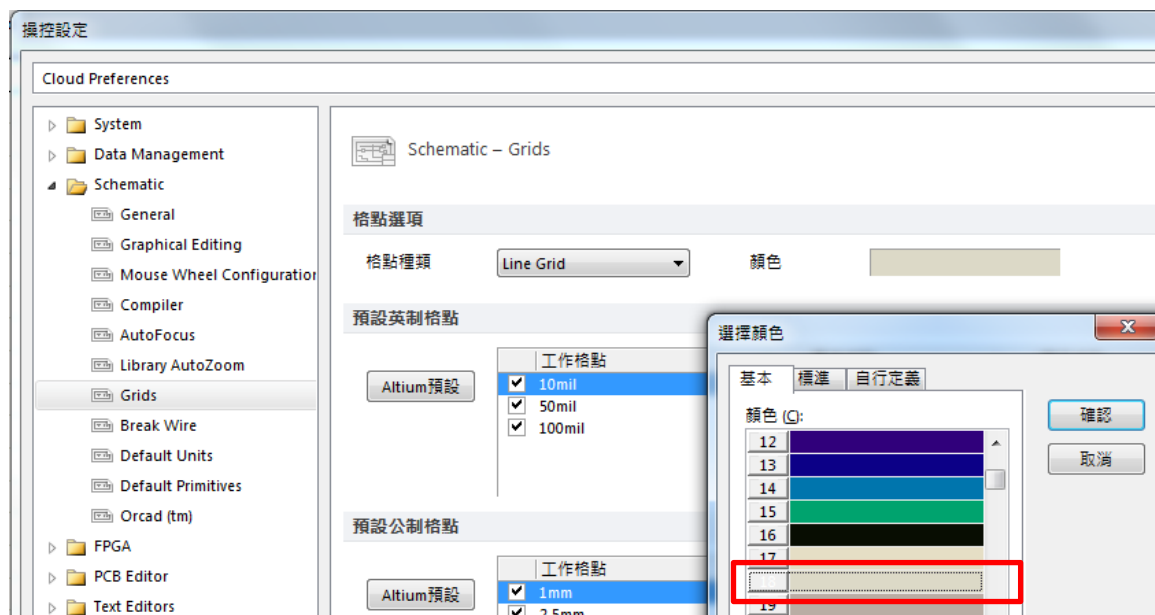 操控設定
Cloud Preferences
System
Data Management
Schematic
General
Graphical Editing
Mouse Wheel Configuration
Compiler
AutoFocus
Library AutoZoom
Grids
Break Wire
Default Units
Default Primitives
Orcad (tm)
FPGA
PCB Editor
Text Editors
Schematic – Grids
格點選項
格點種類
Line Grid
顏色
預設英制格點
Altium預設
工作格點
10mil
50mil
100mil
預設公制格點
Altium預設
工作格點
1mm
2.5mm
選擇顏色
基本
標準
自行定義
顏色 (C):
12
13
14
15
16
17
18
19
確認
取消